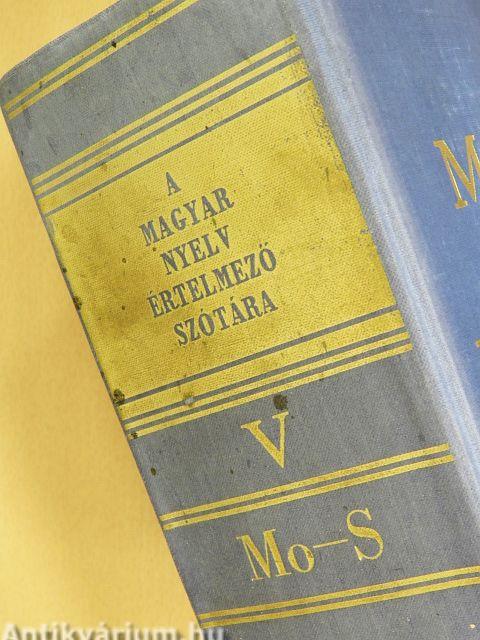 A
MAGYAR
NYELV
ÉRTELMEZŐ
SZÓTÁRA
V
Mo–S
M
Antikvárium.hu